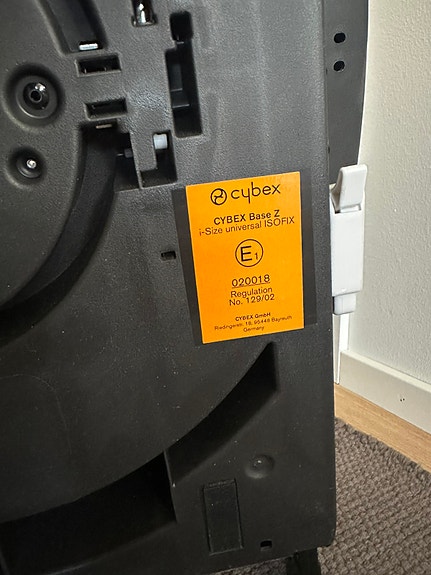 cybex
CYBEX Base Z
i-Size universal ISOFIX
E1
020018
Regulation
No. 129/02
CYBEX GmbH
Riedingerstr. 18, 95448 Bayreuth
Germany